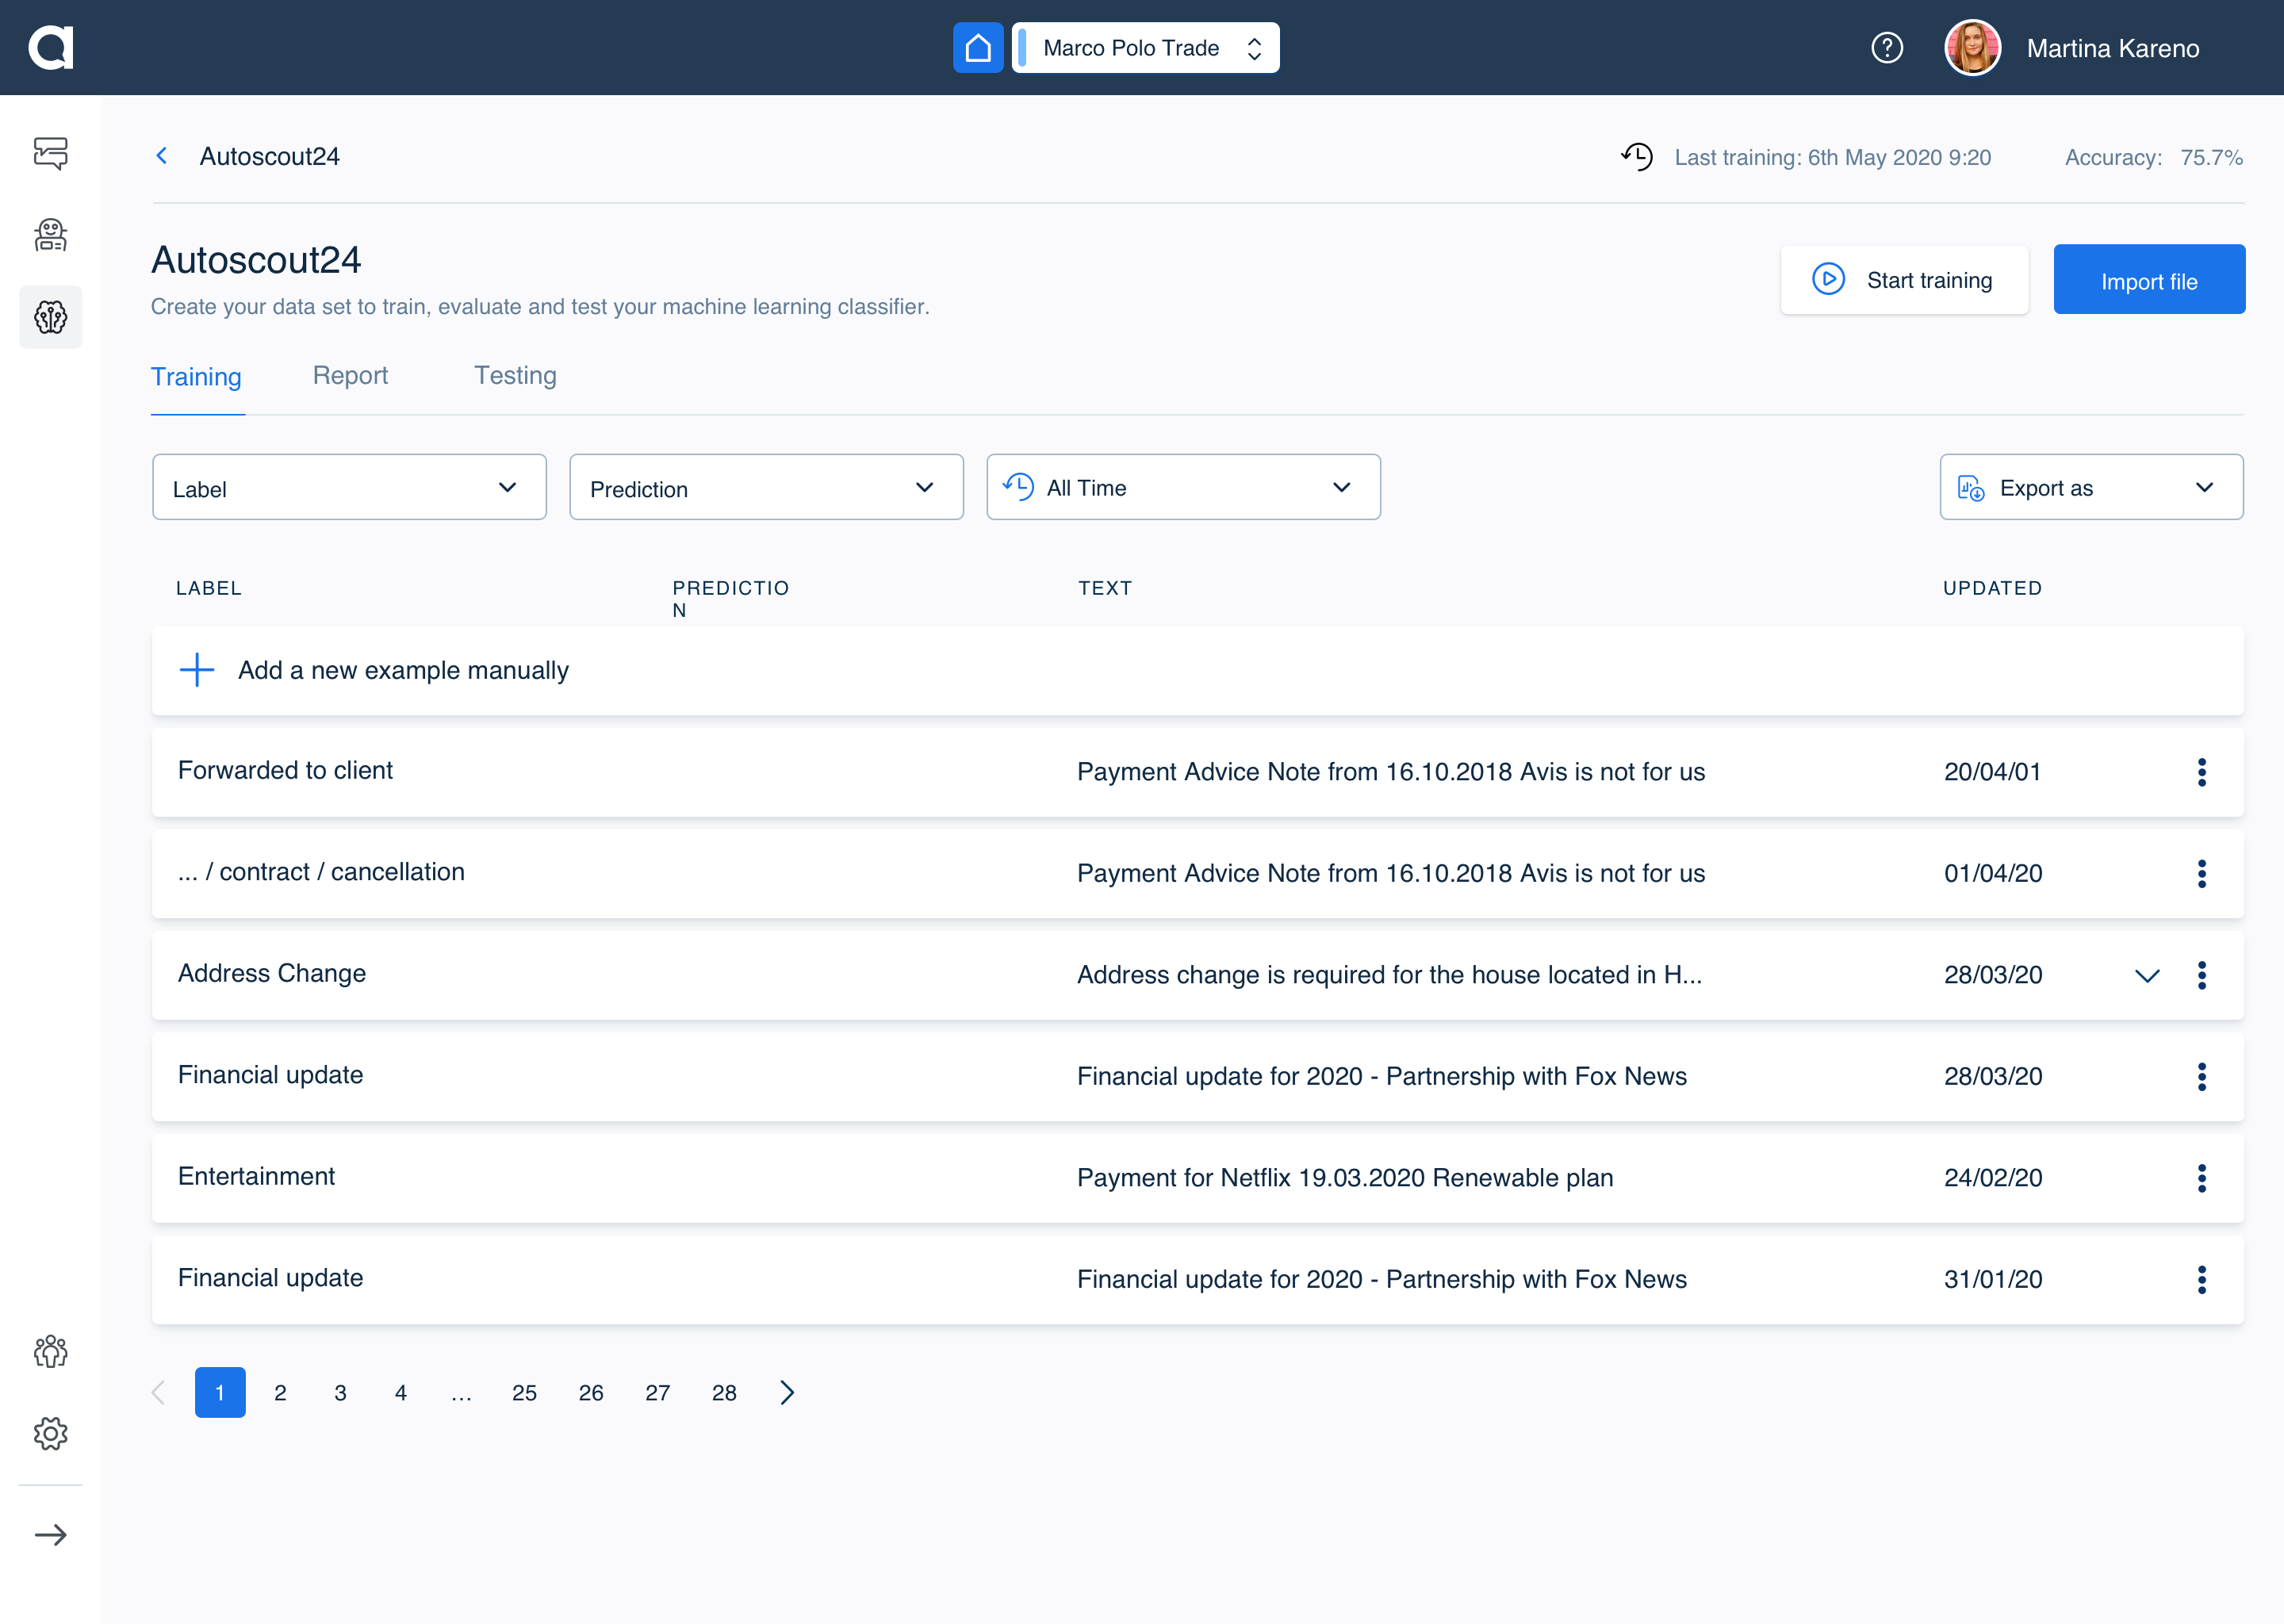 Marco Polo Trade
Martina Kareno
Autoscout24
Last training: 6th May 2020 9:20
Accuracy: 75.7%
Autoscout24
Create your data set to train, evaluate and test your machine learning classifier.
Start training
Import file
Training
Report
Testing
Label
Prediction
All Time
Export as
LABEL
PREDICTIO
N
TEXT
UPDATED
Add a new example manually
Forwarded to client
Payment Advice Note from 16.10.2018 Avis is not for us
20/04/01
... / contract / cancellation
Payment Advice Note from 16.10.2018 Avis is not for us
01/04/20
Address Change
Address change is required for the house located in H...
28/03/20
Financial update
Financial update for 2020 - Partnership with Fox News
28/03/20
Entertainment
Payment for Netflix 19.03.2020 Renewable plan
24/02/20
Financial update
Financial update for 2020 - Partnership with Fox News
31/01/20
1 2 3 4 ... 25 26 27 28